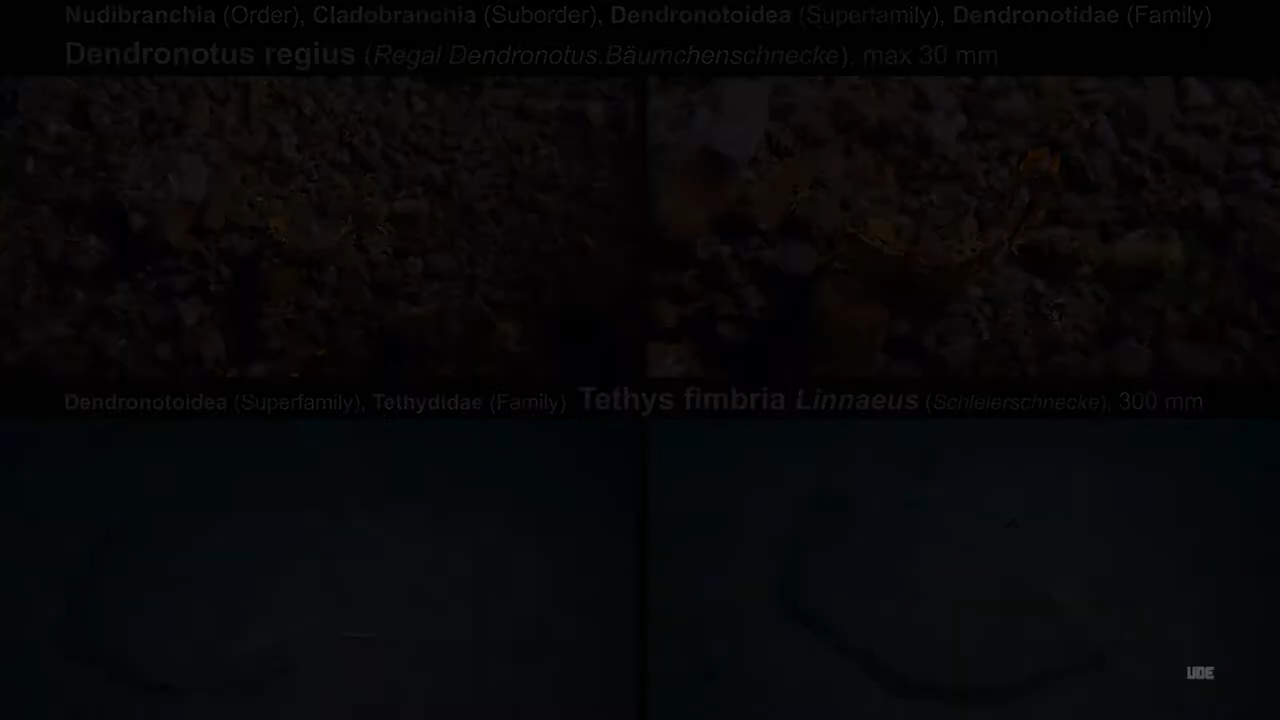 Nudibranchia (Order), Cladobranchia (Suborder), Dendronotoidea (Superfamily), Dendronotidae (Family)
Dendronotus regius (Regal Dendronotus.Bäumchenschnecke), max 30 mm
Dendronotoidea (Superfamily), Tethydidae (Family) Tethys fimbria Linnaeus (Schleierschnecke), 300 mm
UDE